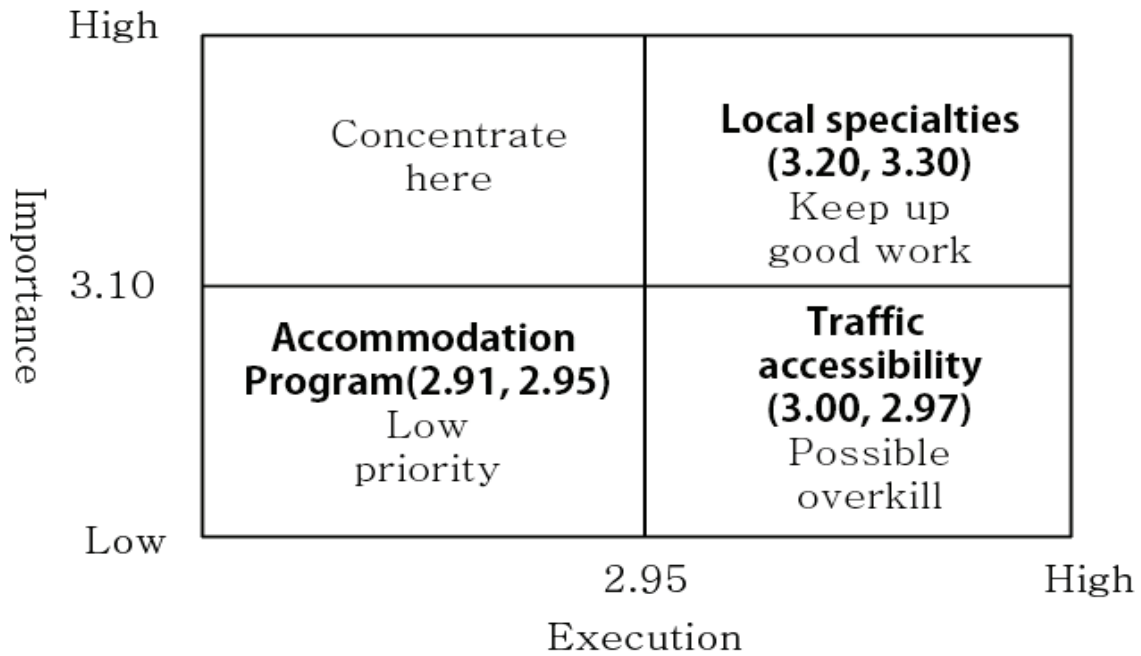 High
Concentrate
here
Local specialties
(3.20, 3.30)
Keep up
good work
Importance
3.10
Accommodation
Program(2.91, 2.95)
Low
priority
Traffic
accessibility
(3.00, 2.97)
Possible
overkill
Low
2.95
High
Execution